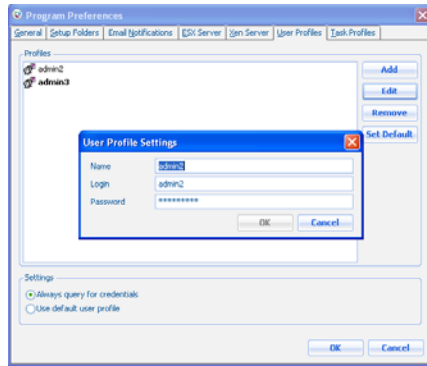 Program Preferences
General Setup Folders Email Notifications ESX Server Xen Server User Profiles Task Profiles
Profiles
admin2
admin3
Add
Edit
Remove
Set Default
User Profile Settings
Name admin2
Login admin2
Password *********
OK Cancel
Settings
Always query for credentials
Use default user profile
OK Cancel